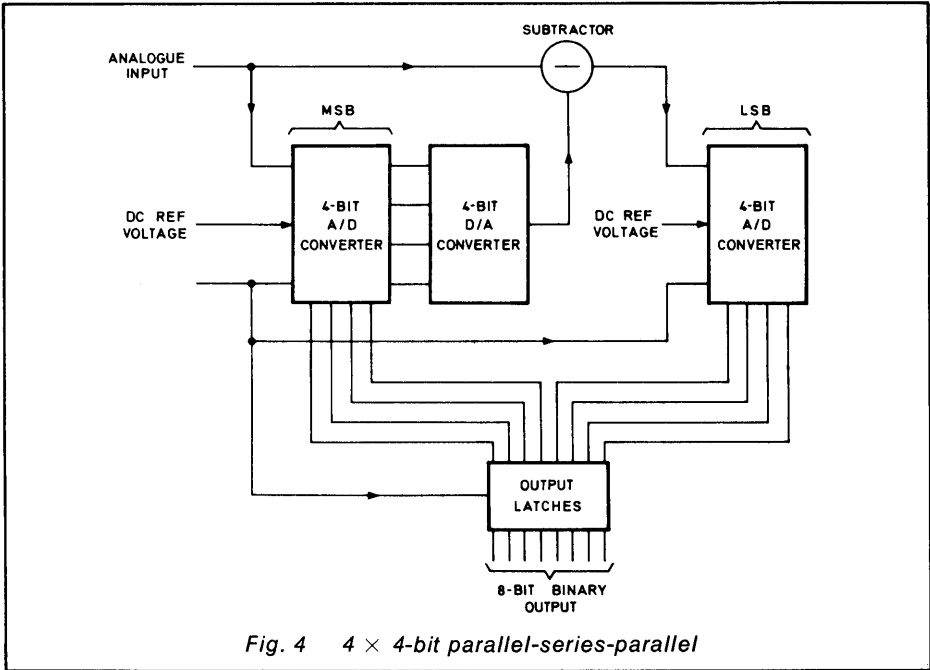 SUBTRACTOR
ANALOGUE
INPUT
MSB
LSB
4-BIT
A/D
CONVERTER
4-BIT
D/A
CONVERTER
4-BIT
A/D
CONVERTER
DC REF
VOLTAGE
DC REF
VOLTAGE
OUTPUT
LATCHES
8-BIT BINARY
OUTPUT
Fig. 4 4 × 4-bit parallel-series-parallel